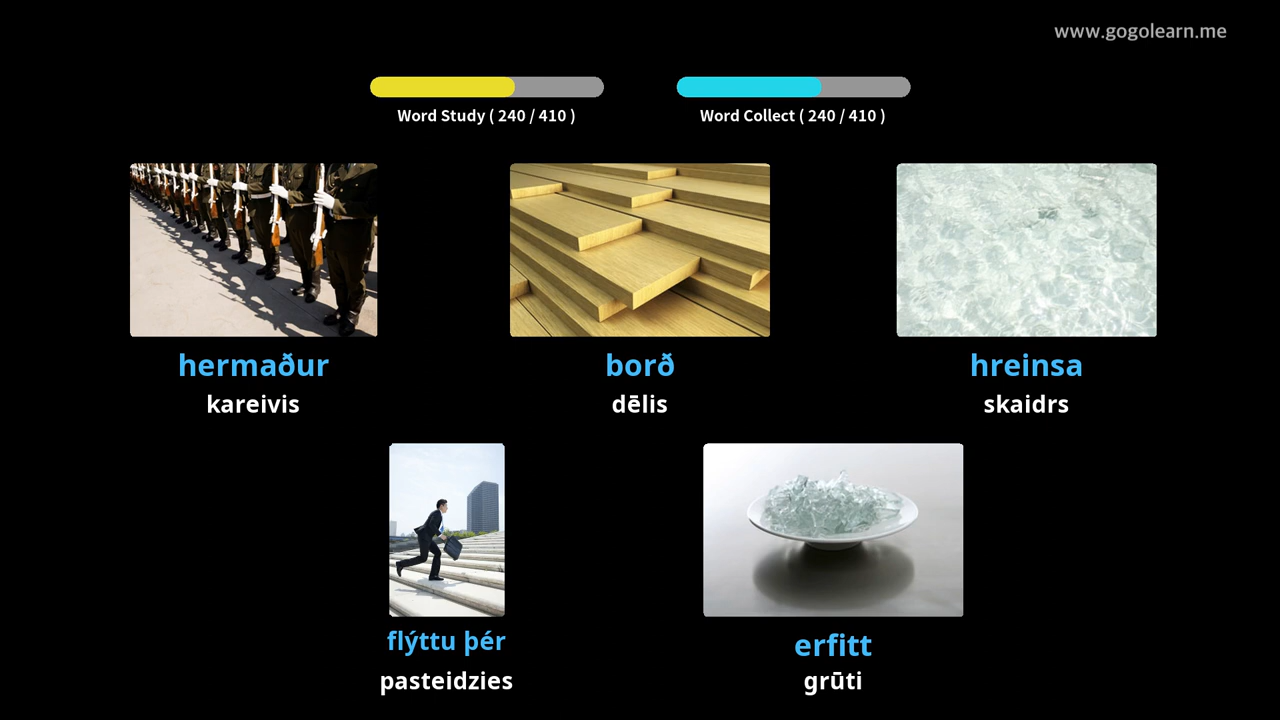 www.gogolearn.me
Word Study ( 240 / 410 )
Word Collect ( 240 / 410 )
hermaður
kareivis
borð
dēlis
hreinsa
skaidrs
flýttu þér
pasteidzies
erfitt
grūti